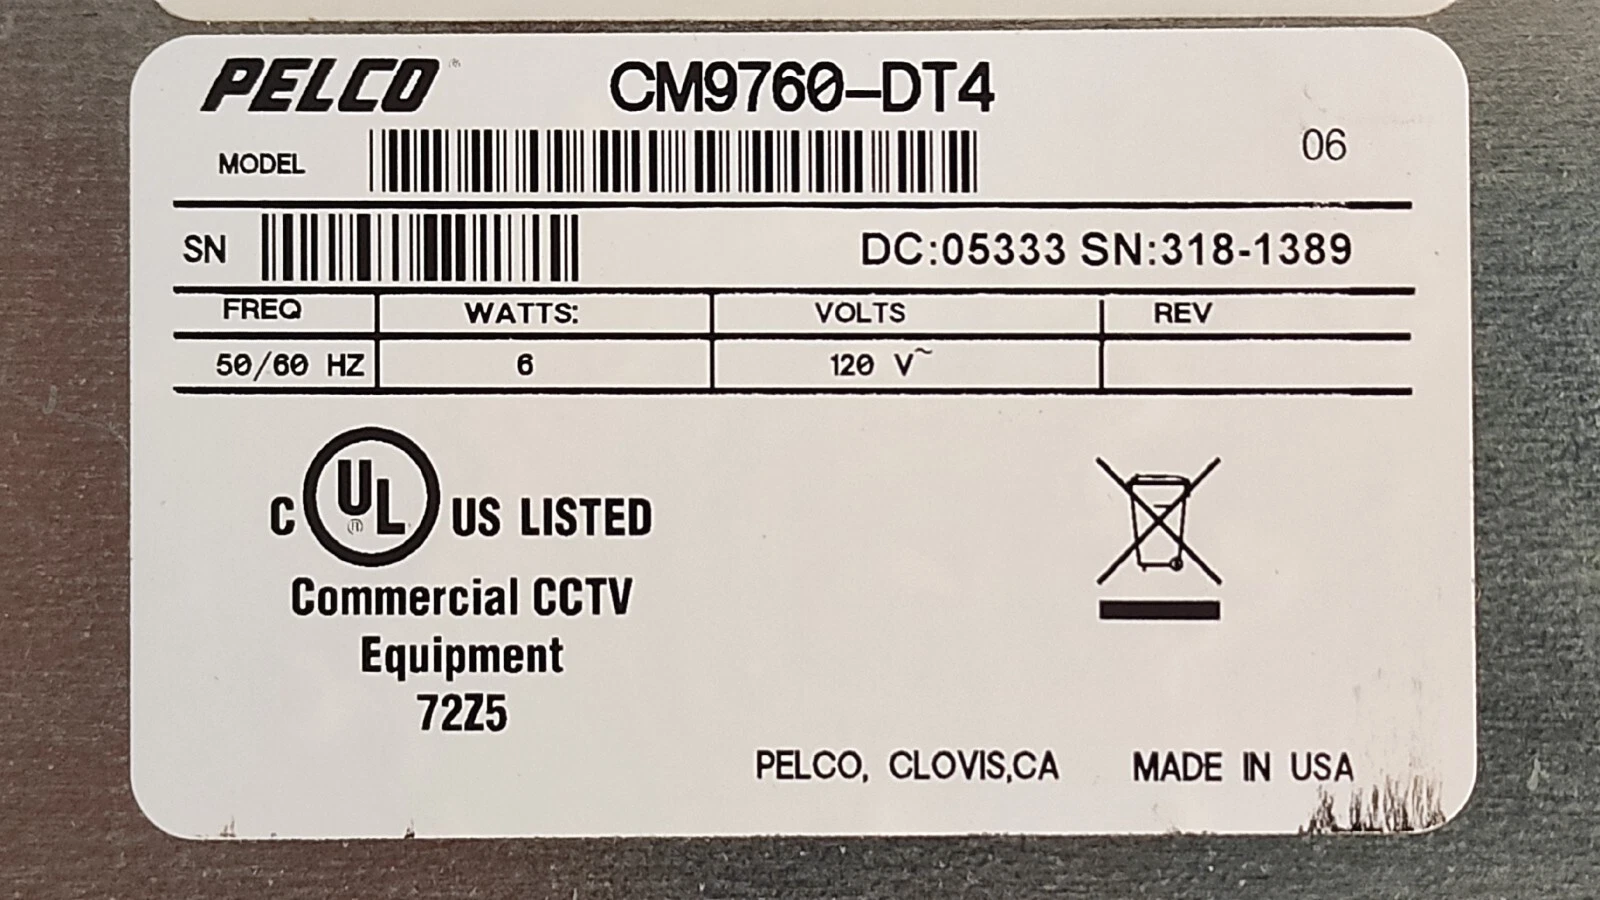 PELCO® CM9760-DT4
MODEL 06
SN DC:05333 SN:318-1389
FREQ WATTS: VOLTS REV
50/60 HZ 6 120 V~
C UL® US LISTED
Commercial CCTV
Equipment
72Z5
PELCO, CLOVIS,CA MADE IN USA